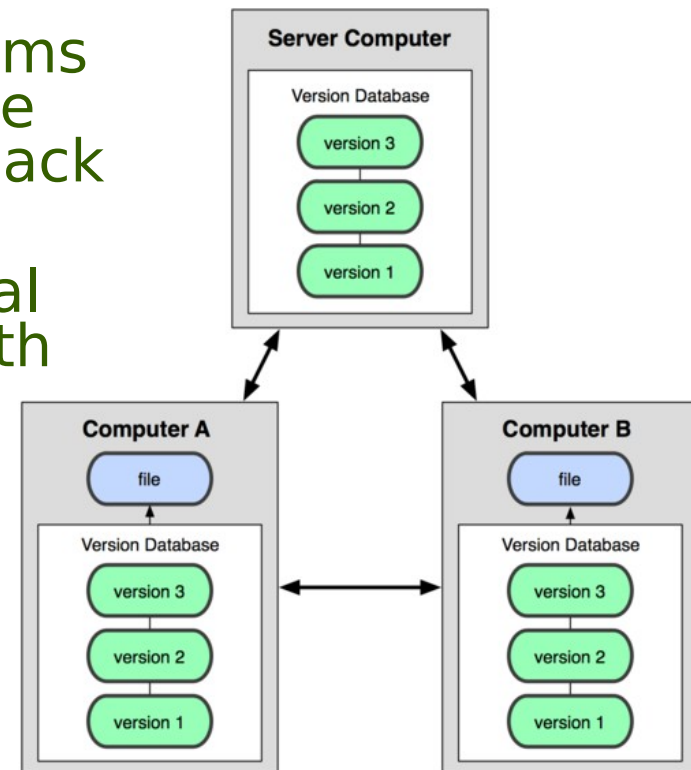 ms
e
ack
al
th
Server Computer
Version Database
version 3
version 2
version 1
Computer A
file
Version Database
version 3
version 2
version 1
Computer B
file
Version Database
version 3
version 2
version 1